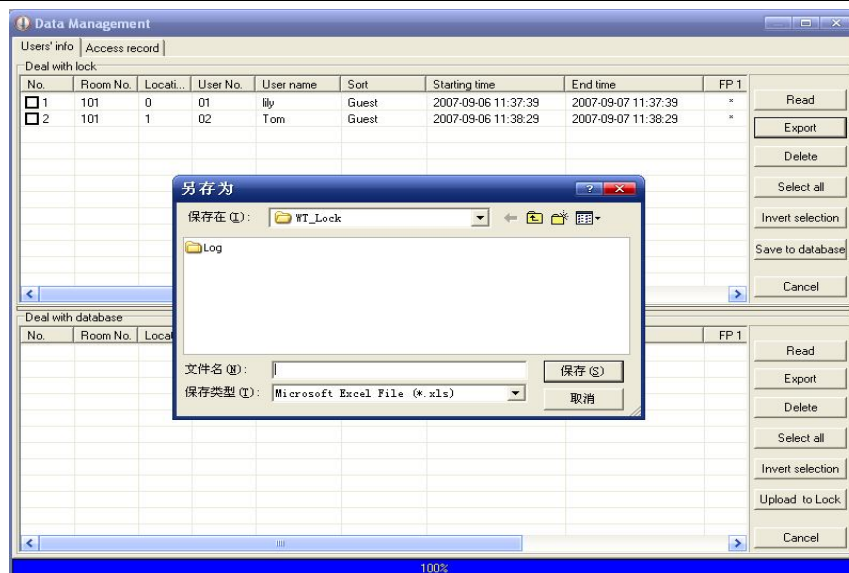 Data Management
Users' info Access record
Deal with lock
No. Room No. Locati... User No. User name Sort Starting time End time FP 1
1 101 0 01 lily Guest 2007-09-06 11:37:39 2007-09-07 11:37:39 *
2 101 1 02 Tom Guest 2007-09-06 11:38:29 2007-09-07 11:38:29 *
Read
Export
Delete
Select all
Invert selection
Save to database
Cancel
另存为
保存在(I): WT_Lock
Log
文件名(N): 保存(S)
保存类型(T): Microsoft Excel File (*.xls) 取消
Deal with database
No. Room No. Locat FP 1
Read
Export
Delete
Select all
Invert selection
Upload to Lock
Cancel
100%